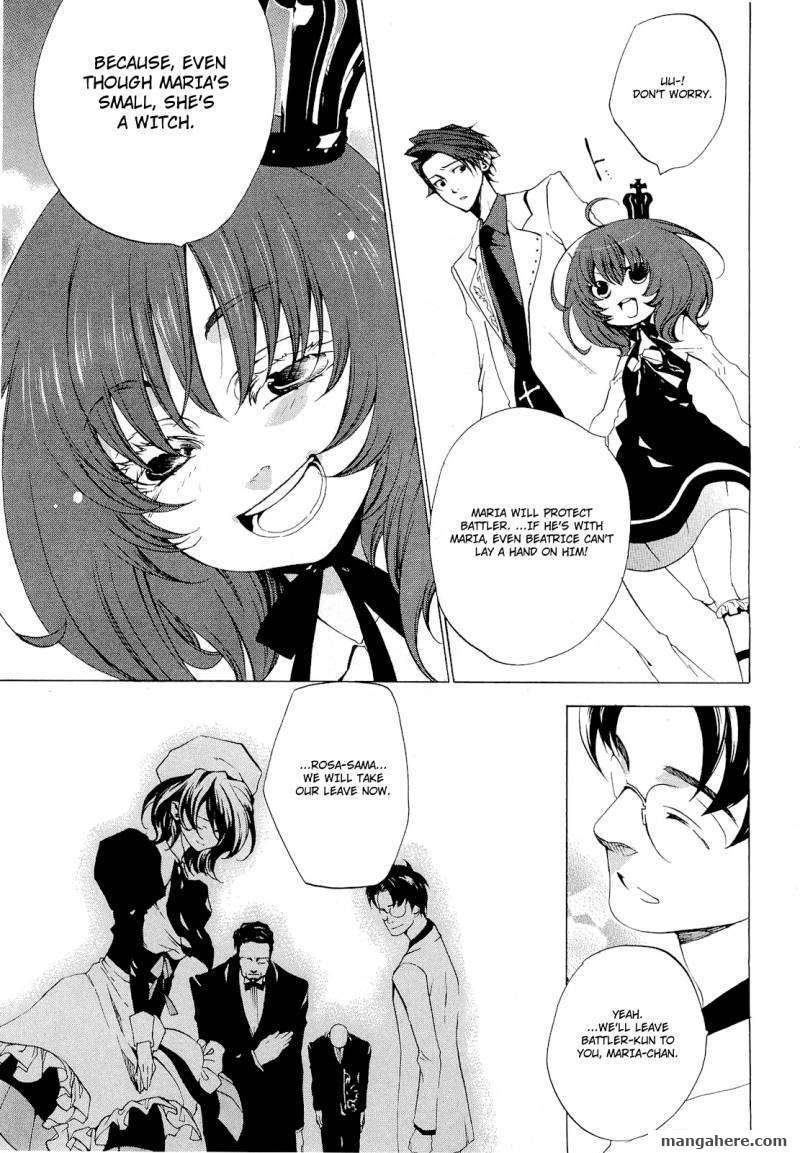 UU-!
DON'T WORRY.
MARIA WILL PROTECT
BATTLER. ...IF HE'S WITH
MARIA, EVEN BEATRICE CAN'T
LAY A HAND ON HIM!
BECAUSE, EVEN
THOUGH MARIA'S
SMALL, SHE'S
A WITCH.
YEAH.
...WE'LL LEAVE
BATTLER-KUN TO
YOU, MARIA-CHAN.
...ROSA-SAMA...
WE WILL TAKE
OUR LEAVE NOW.
mangahere.com